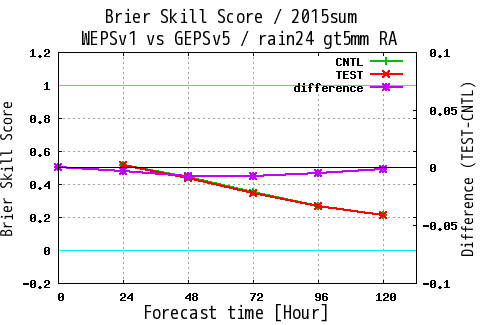 Brier Skill Score / 2015sum
WEPSv1 vs GEPSv5 / rain24 gt5mm RA
1.2
1
0.8
0.6
0.4
0.2
0
-0.2
0.1
0.05
0
-0.05
-0.1
CNTL
TEST
difference
Brier Skill Score
Difference (TEST-CNTL)
0 24 48 72 96 120
Forecast time [Hour]